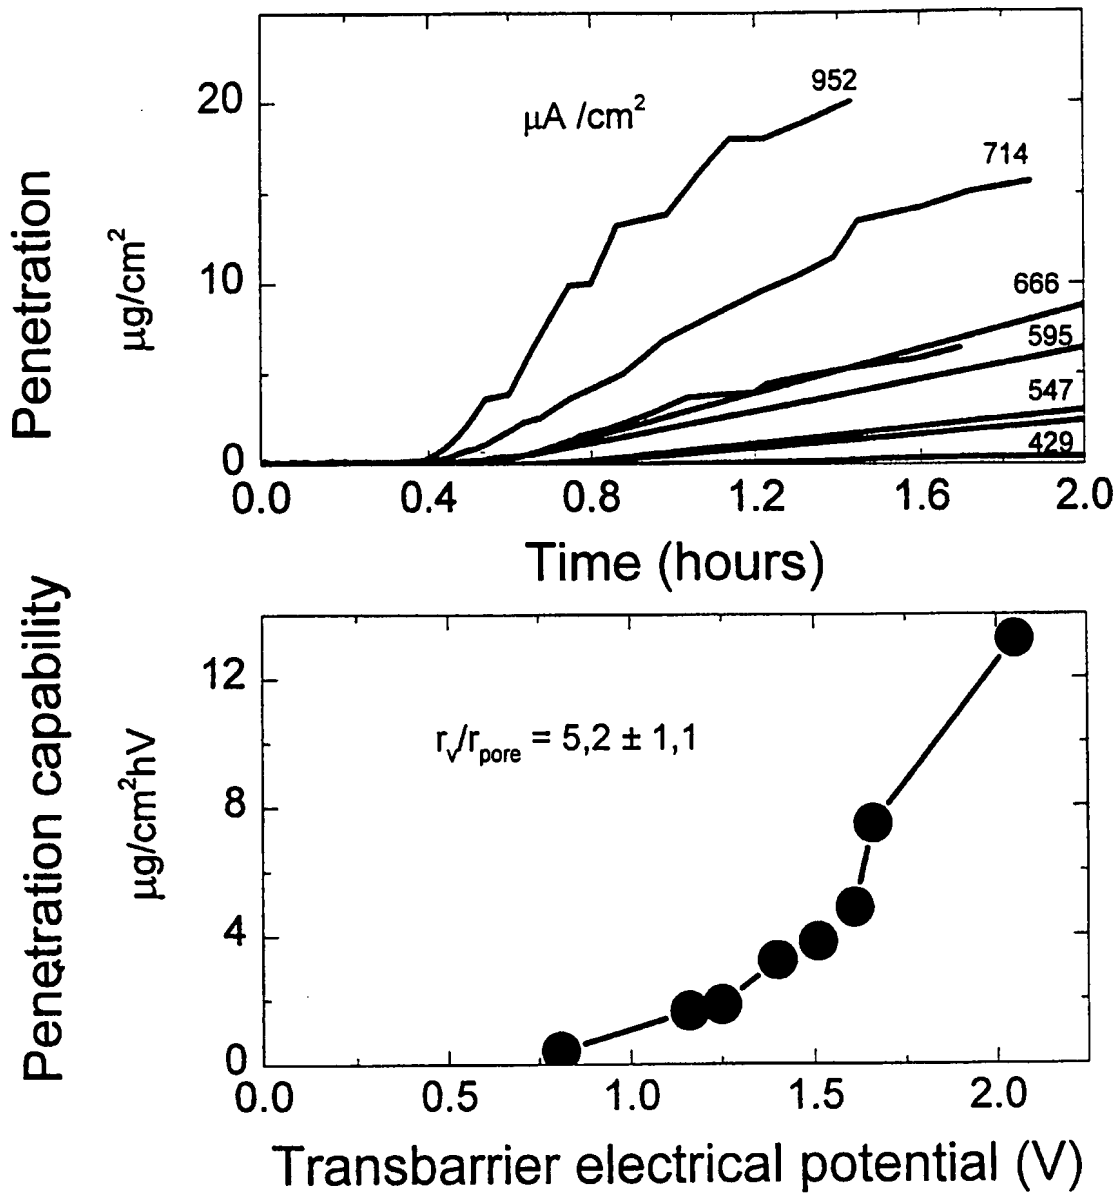 20
10
0
Penetration
µg/cm²
µA /cm²
952
714
666
595
547
429
0.0 0.4 0.8 1.2 1.6 2.0
Time (hours)
12
8
4
0
Penetration capability
µg/cm²hV
rᵥ/rpore = 5,2 ± 1,1
0.0 0.5 1.0 1.5 2.0
Transbarrier electrical potential (V)